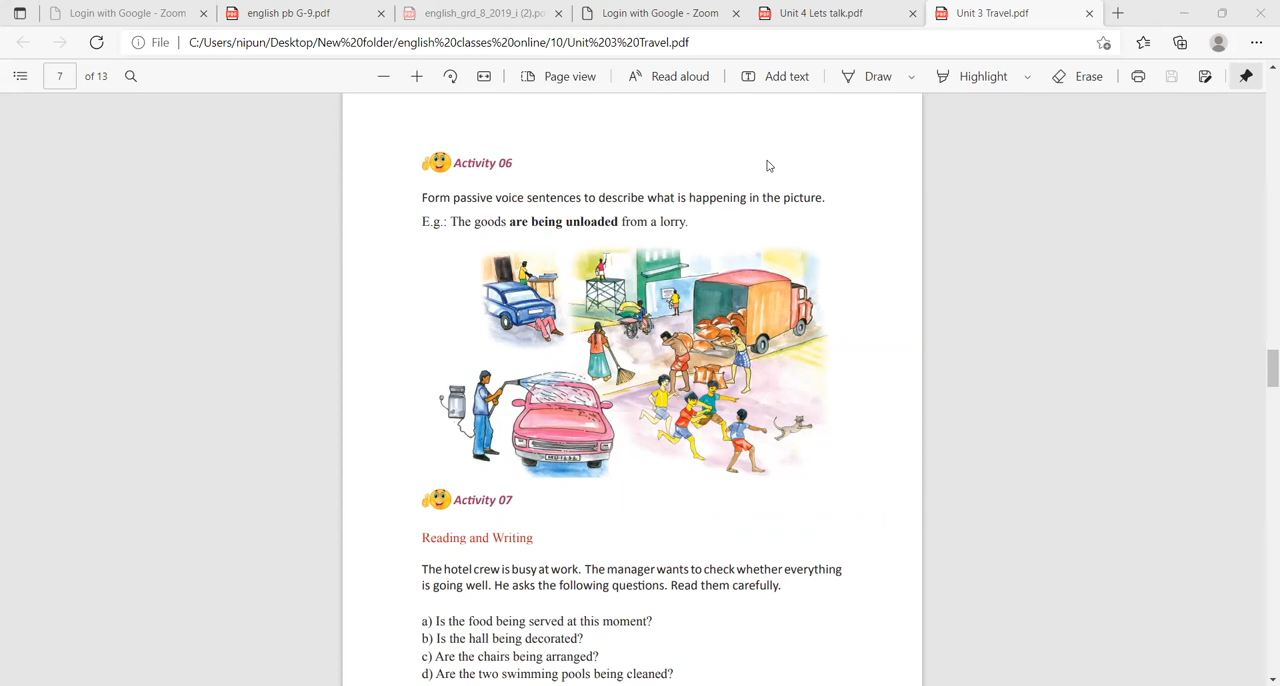 Login with Google - Zoom
english pb G-9.pdf
english_grd_8_2019_i (2).pd
Login with Google - Zoom
Unit 4 Lets talk.pdf
Unit 3 Travel.pdf
File
C:/Users/nipun/Desktop/New%20folder/english%20classes%20online/10/Unit%203%20Travel.pdf
7 of 13
Page view
Read aloud
Add text
Draw
Highlight
Erase
Activity 06
Form passive voice sentences to describe what is happening in the picture.
E.g.: The goods are being unloaded from a lorry.
Activity 07
Reading and Writing
The hotel crew is busy at work. The manager wants to check whether everything
is going well. He asks the following questions. Read them carefully.
a) Is the food being served at this moment?
b) Is the hall being decorated?
c) Are the chairs being arranged?
d) Are the two swimming pools being cleaned?